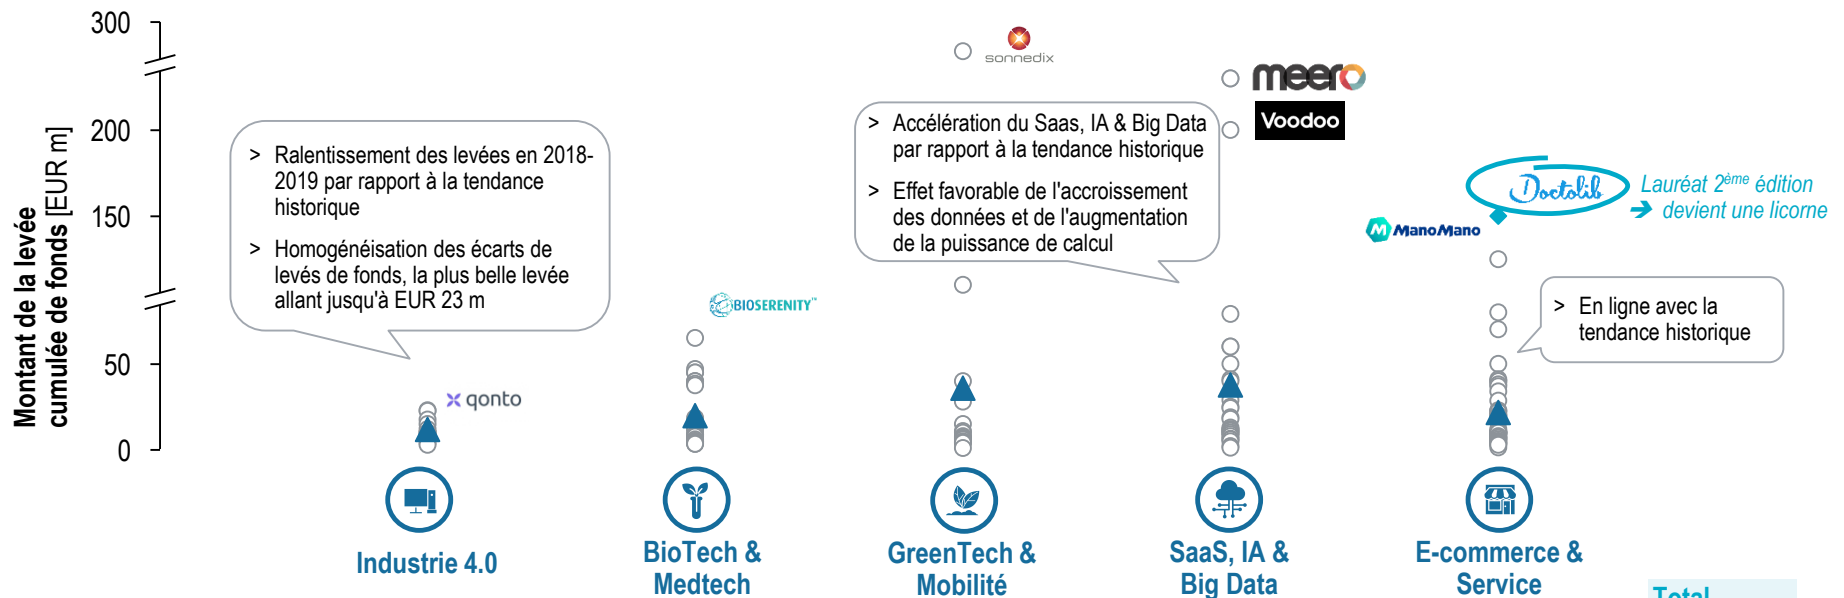 300
sonnedix
meero
200
Voodoo
> Accélération du Saas, IA & Big Data
par rapport à la tendance historique
> Effet favorable de l'accroissement
des données et de l'augmentation
de la puissance de calcul
> Ralentissement des levées en 2018-
2019 par rapport à la tendance
historique
> Homogénéisation des écarts de
levés de fonds, la plus belle levée
allant jusqu'à EUR 23 m
Doctolib
Lauréat 2ème édition
➔ devient une licorne
150
ManoMano
Montant de la levée
cumulée de fonds [EUR m]
BIOSERENITY™
> En ligne avec la
tendance historique
50
qonto
0
Industrie 4.0
BioTech &
Medtech
GreenTech &
Mobilité
SaaS, IA &
Big Data
E-commerce &
Service
Total